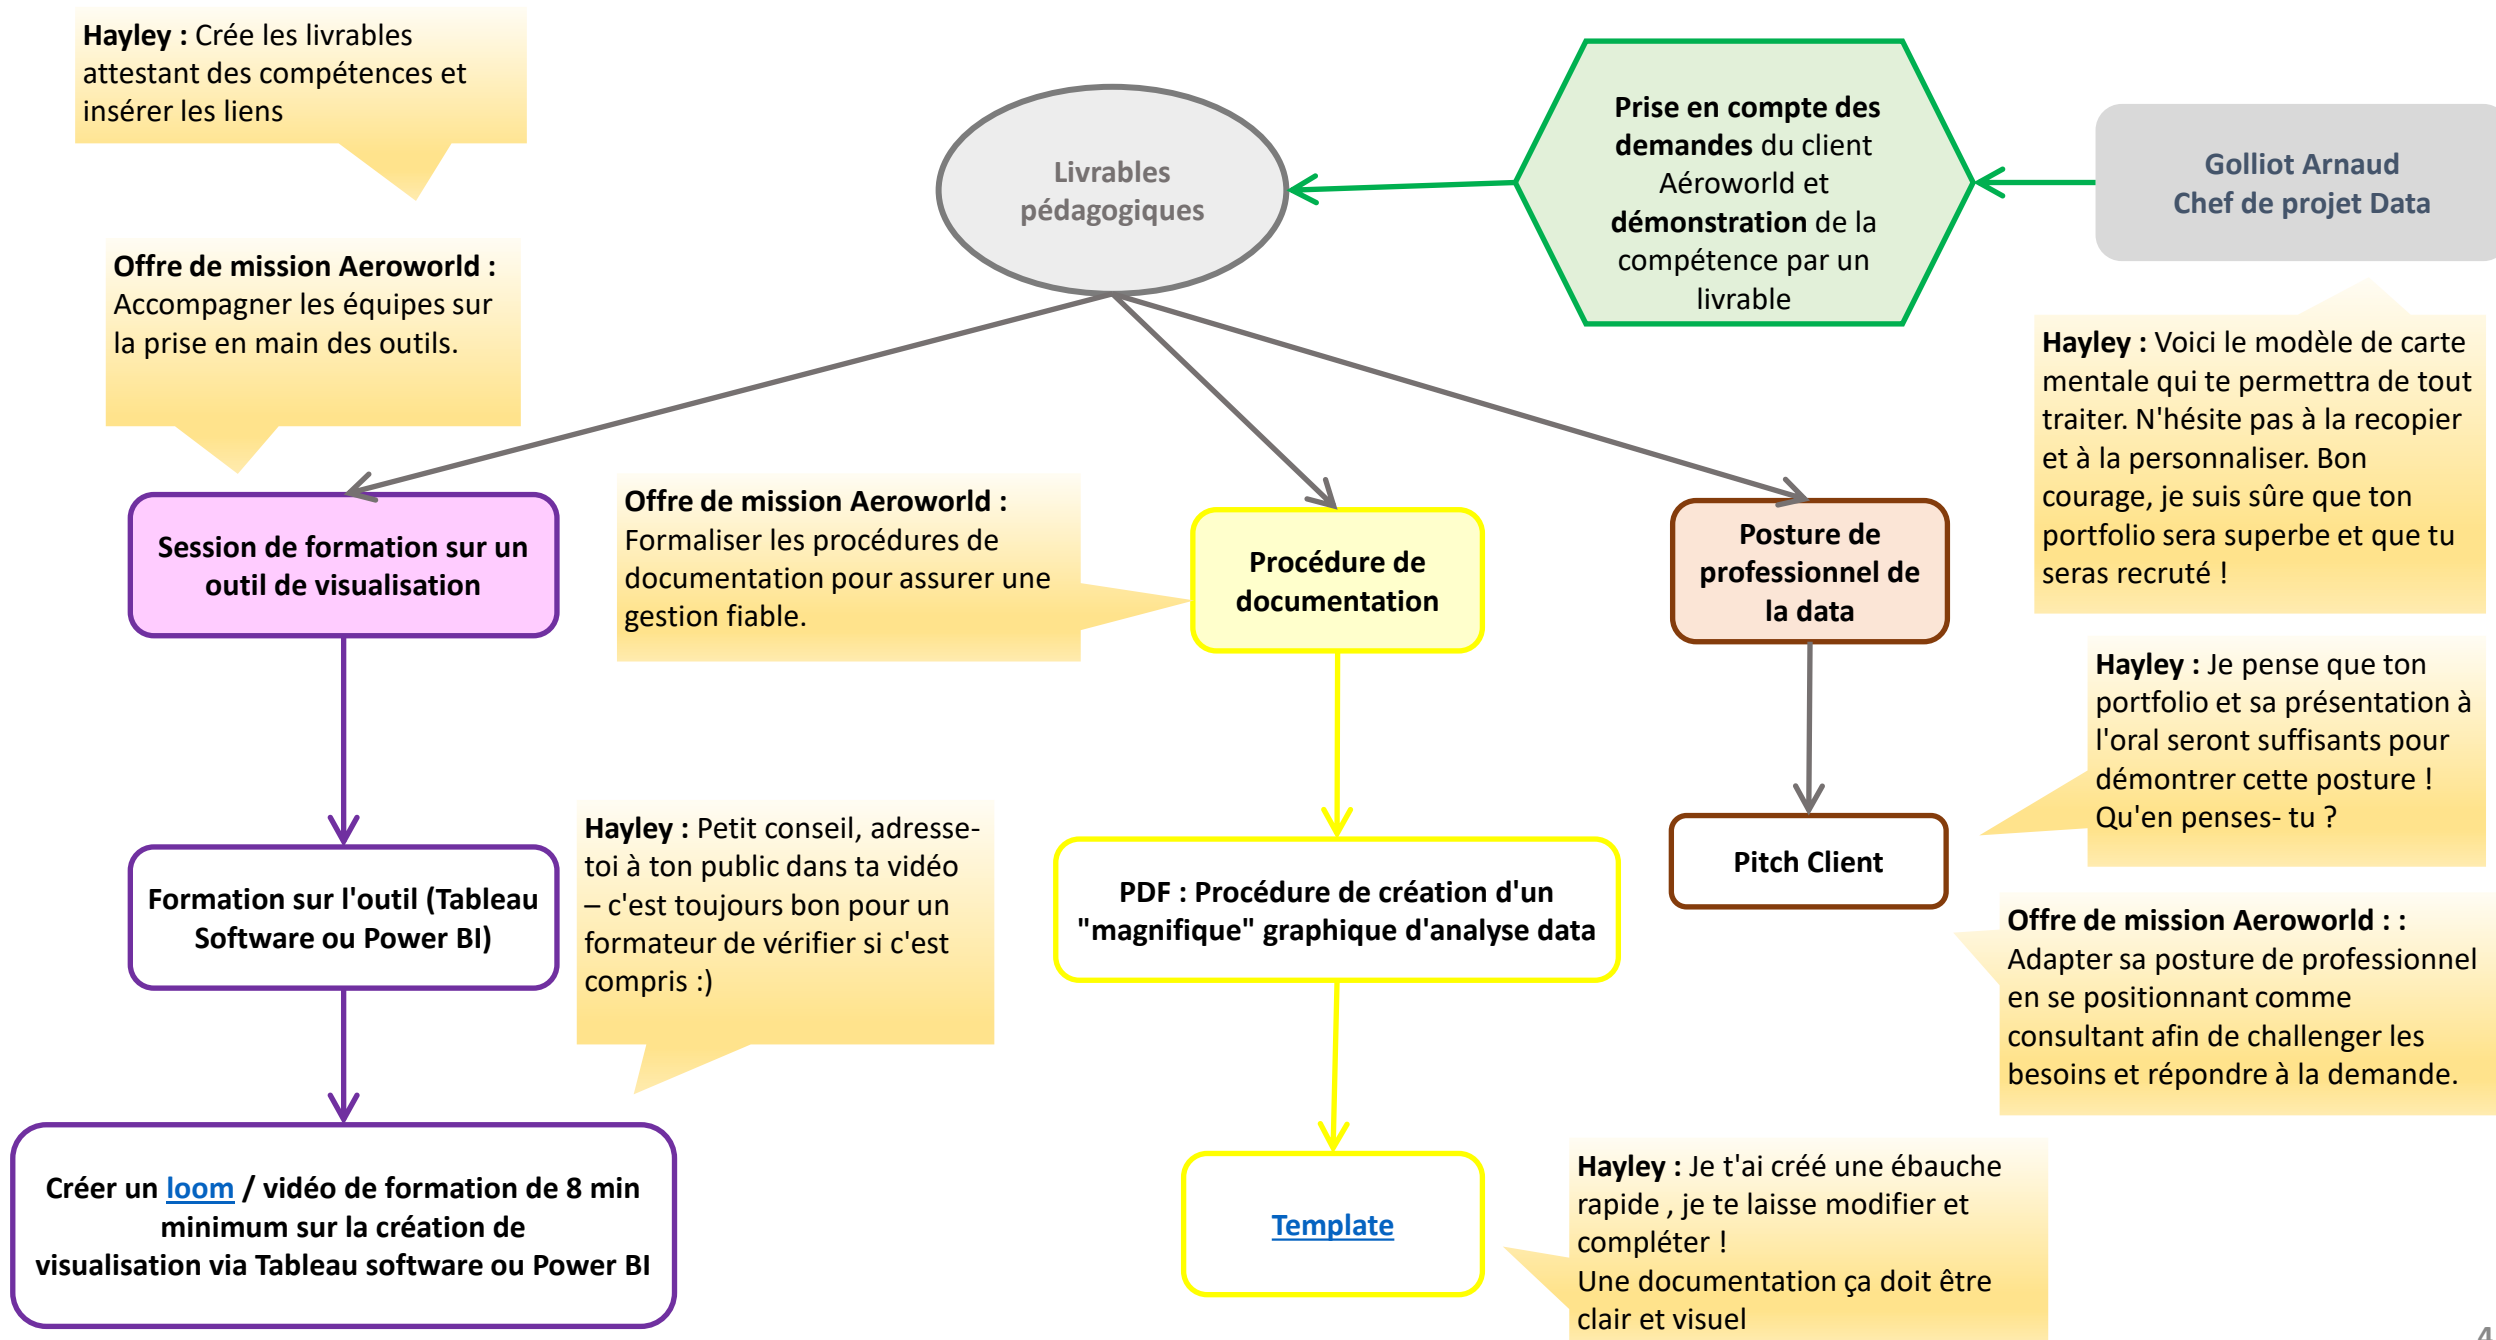 Hayley : Crée les livrables
attestant des compétences et
insérer les liens
Livrables
pédagogiques
Prise en compte des
demandes du client
Aéroworld et
démonstration de la
compétence par un
livrable
Golliot Arnaud
Chef de projet Data
Offre de mission Aeroworld :
Accompagner les équipes sur
la prise en main des outils.
Hayley : Voici le modèle de carte
mentale qui te permettra de tout
traiter. N'hésite pas à la recopier
et à la personnaliser. Bon
courage, je suis sûre que ton
portfolio sera superbe et que tu
seras recruté !
Session de formation sur un
outil de visualisation
Offre de mission Aeroworld :
Formaliser les procédures de
documentation pour assurer une
gestion fiable.
Procédure de
documentation
Posture de
professionnel de
la data
Hayley : Je pense que ton
portfolio et sa présentation à
l'oral seront suffisants pour
démontrer cette posture !
Qu'en penses- tu ?
Formation sur l'outil (Tableau
Software ou Power BI)
Hayley : Petit conseil, adresse-
toi à ton public dans ta vidéo
– c'est toujours bon pour un
formateur de vérifier si c'est
compris :)
PDF : Procédure de création d'un
"magnifique" graphique d'analyse data
Pitch Client
Offre de mission Aeroworld : :
Adapter sa posture de professionnel
en se positionnant comme
consultant afin de challenger les
besoins et répondre à la demande.
Créer un loom / vidéo de formation de 8 min
minimum sur la création de
visualisation via Tableau software ou Power BI
Template
Hayley : Je t'ai créé une ébauche
rapide , je te laisse modifier et
compléter !
Une documentation ça doit être
clair et visuel
4